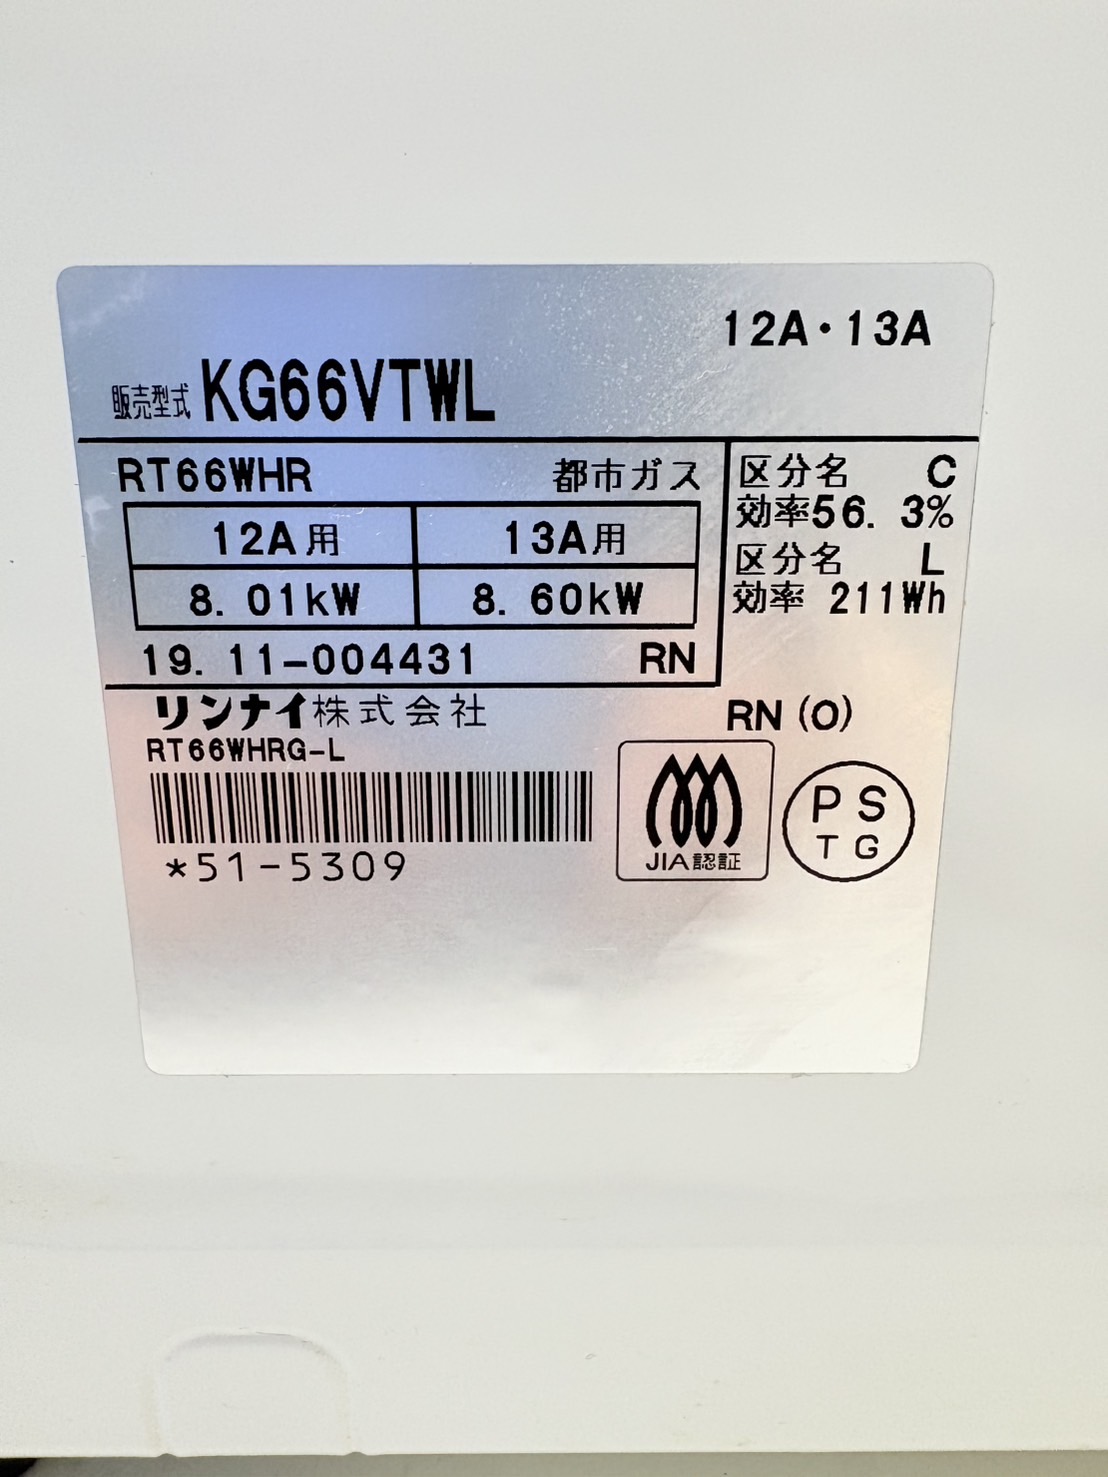 12A・13A
販売型式 KG66VTWL
RT66WHR 都市ガス
12A用 13A用
8.01kW 8.60kW
19.11-004431 RN
区分名 C
効率56.3%
区分名 L
効率 211Wh
リンナイ株式会社
RT66WHRG-L
*51-5309
RN(O)
JIA認証
PS
TG